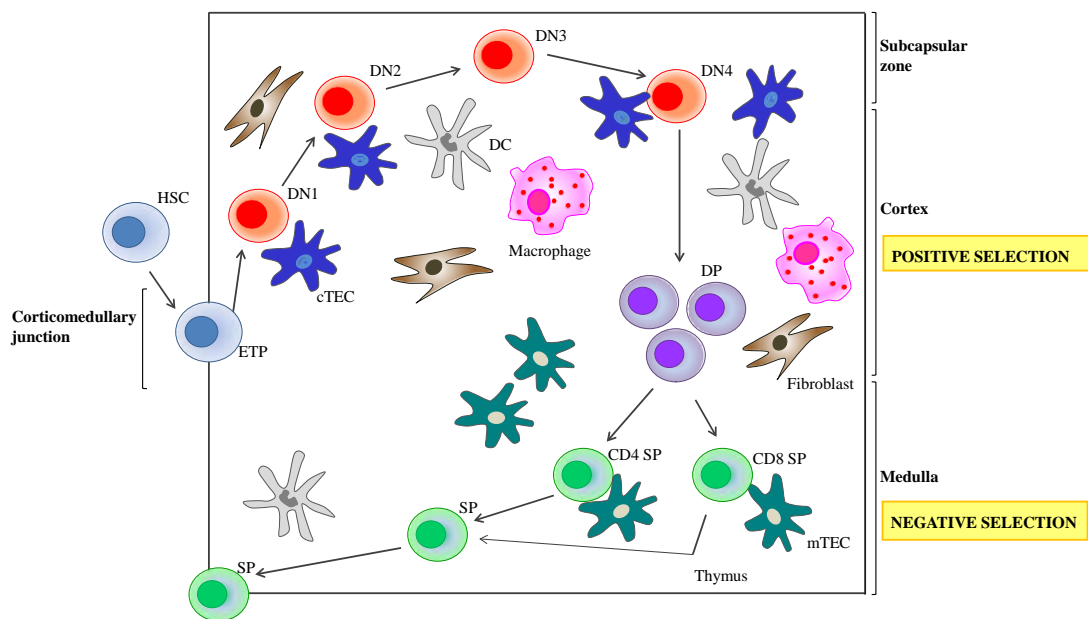 DN3
Subcapsular
zone
DN2
DN4
DC
HSC
DN1
Cortex
Macrophage
POSITIVE SELECTION
DP
cTEC
Corticomedullary
junction
ETP
Fibroblast
CD4 SP
CD8 SP
Medulla
SP
NEGATIVE SELECTION
mTEC
SP
Thymus